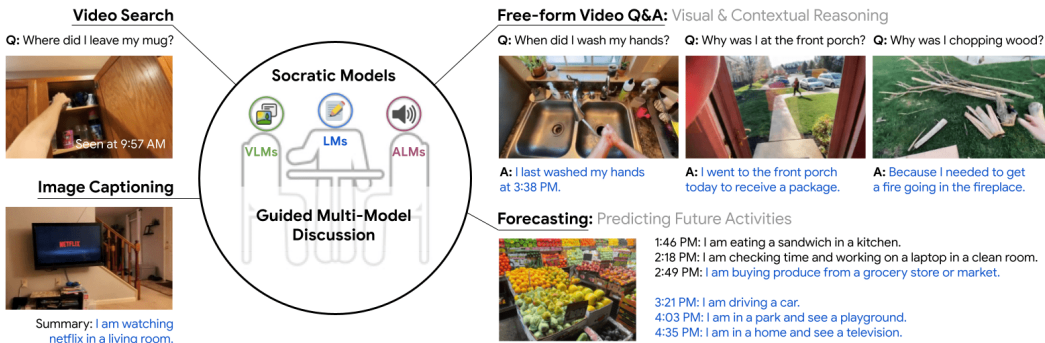 Video Search
Q: Where did I leave my mug?
Seen at 9:57 AM
Image Captioning
NETFLIX
Summary: I am watching
netflix in a living room.
Socratic Models
VLMs
LMs
ALMs
Guided Multi-Model
Discussion
Free-form Video Q&A: Visual & Contextual Reasoning
Q: When did I wash my hands?
A: I last washed my hands
at 3:38 PM.
Q: Why was I at the front porch?
A: I went to the front porch
today to receive a package.
Q: Why was I chopping wood?
A: Because I needed to get
a fire going in the fireplace.
Forecasting: Predicting Future Activities
1:46 PM: I am eating a sandwich in a kitchen.
2:18 PM: I am checking time and working on a laptop in a clean room.
2:49 PM: I am buying produce from a grocery store or market.
3:21 PM: I am driving a car.
4:03 PM: I am in a park and see a playground.
4:35 PM: I am in a home and see a television.